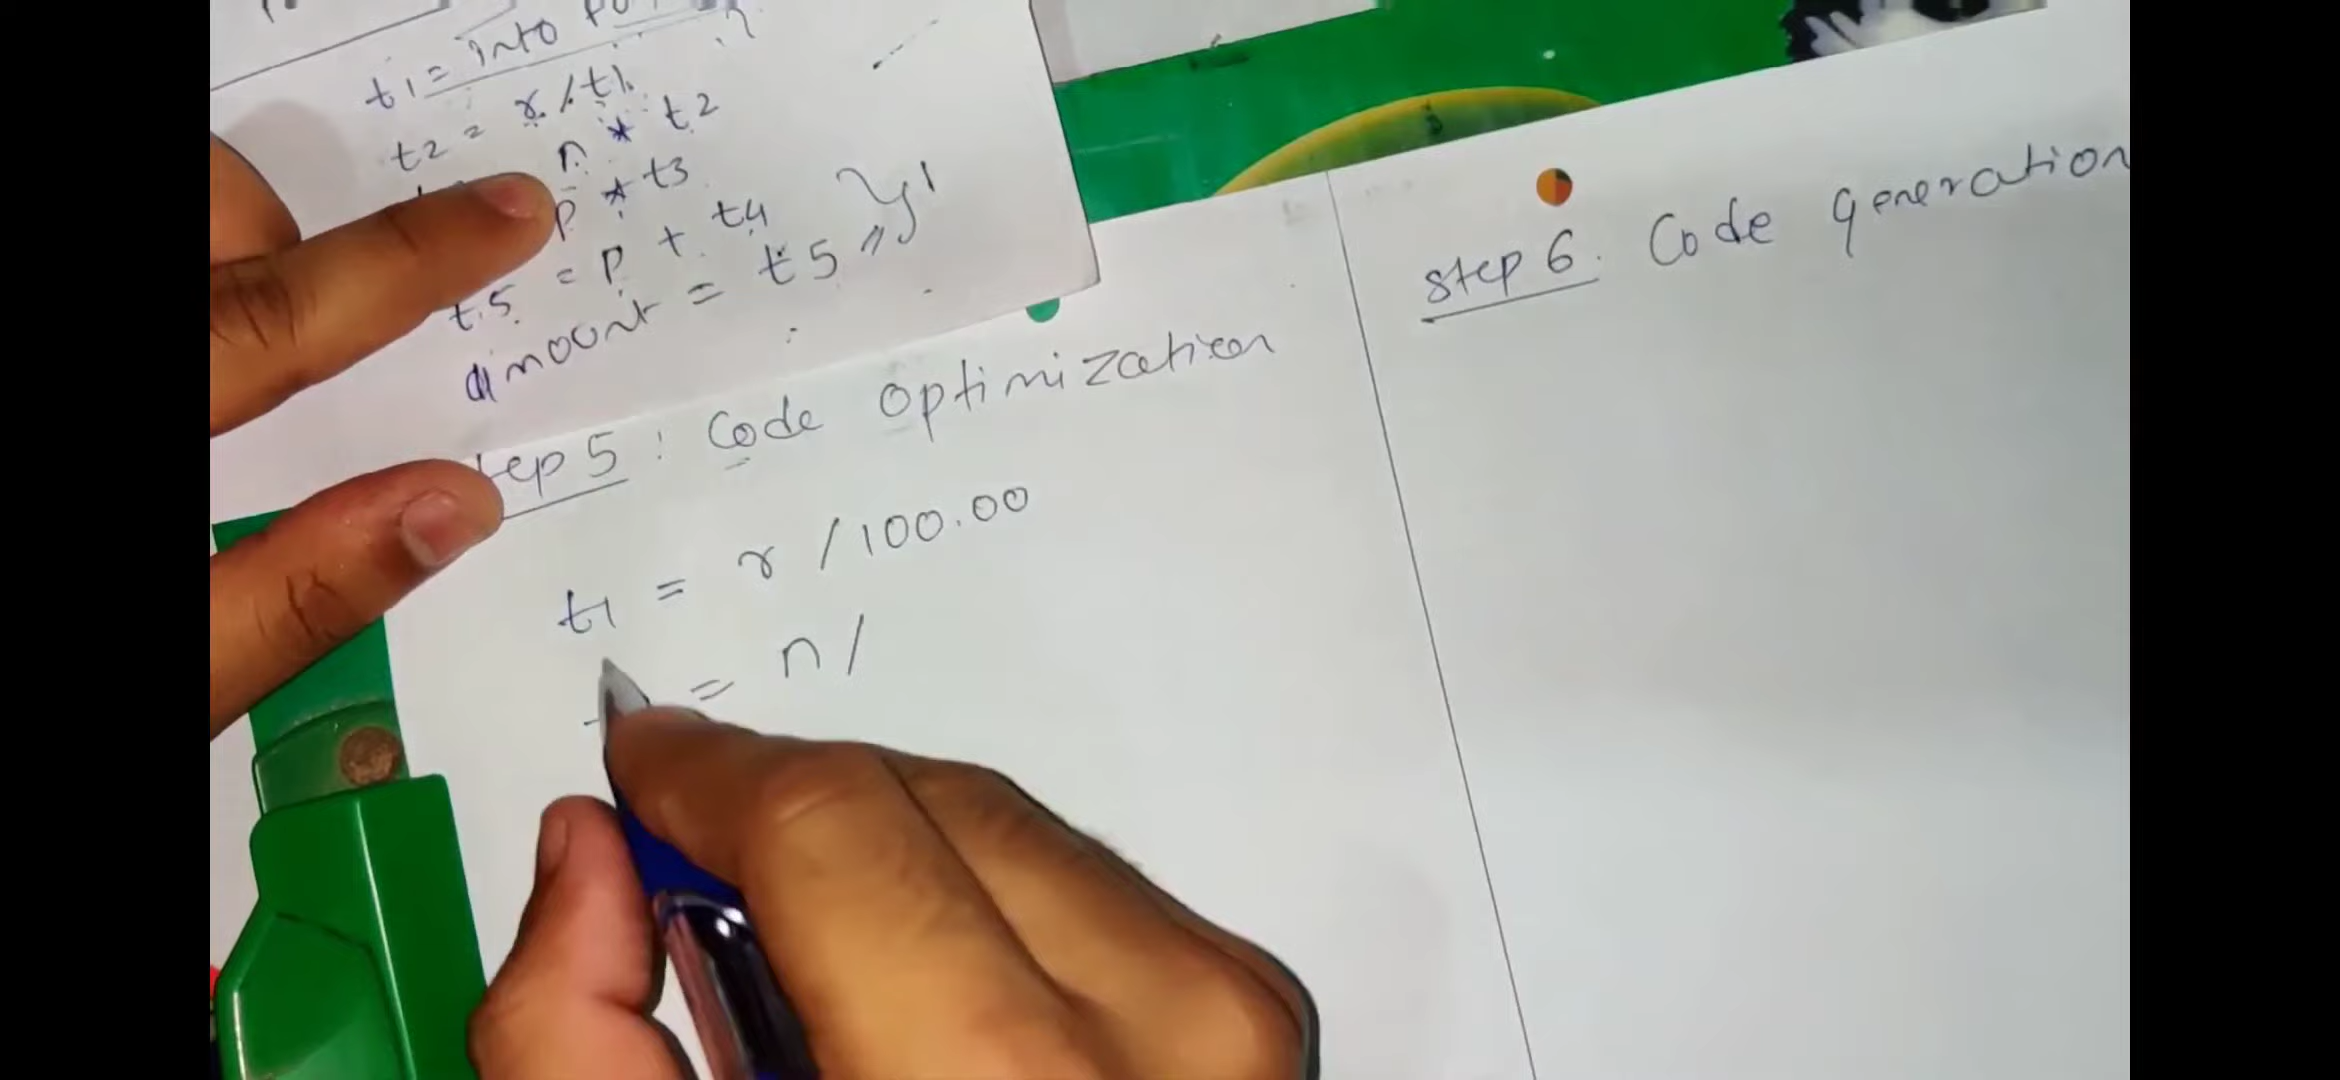 t1 = into
t2 = r / t1
n * t2
p * t3
t5 = p + t4
amount = t5 "
tep 5 : Code Optimization
t1 = r / 100.00
= n /
step 6. Code generation